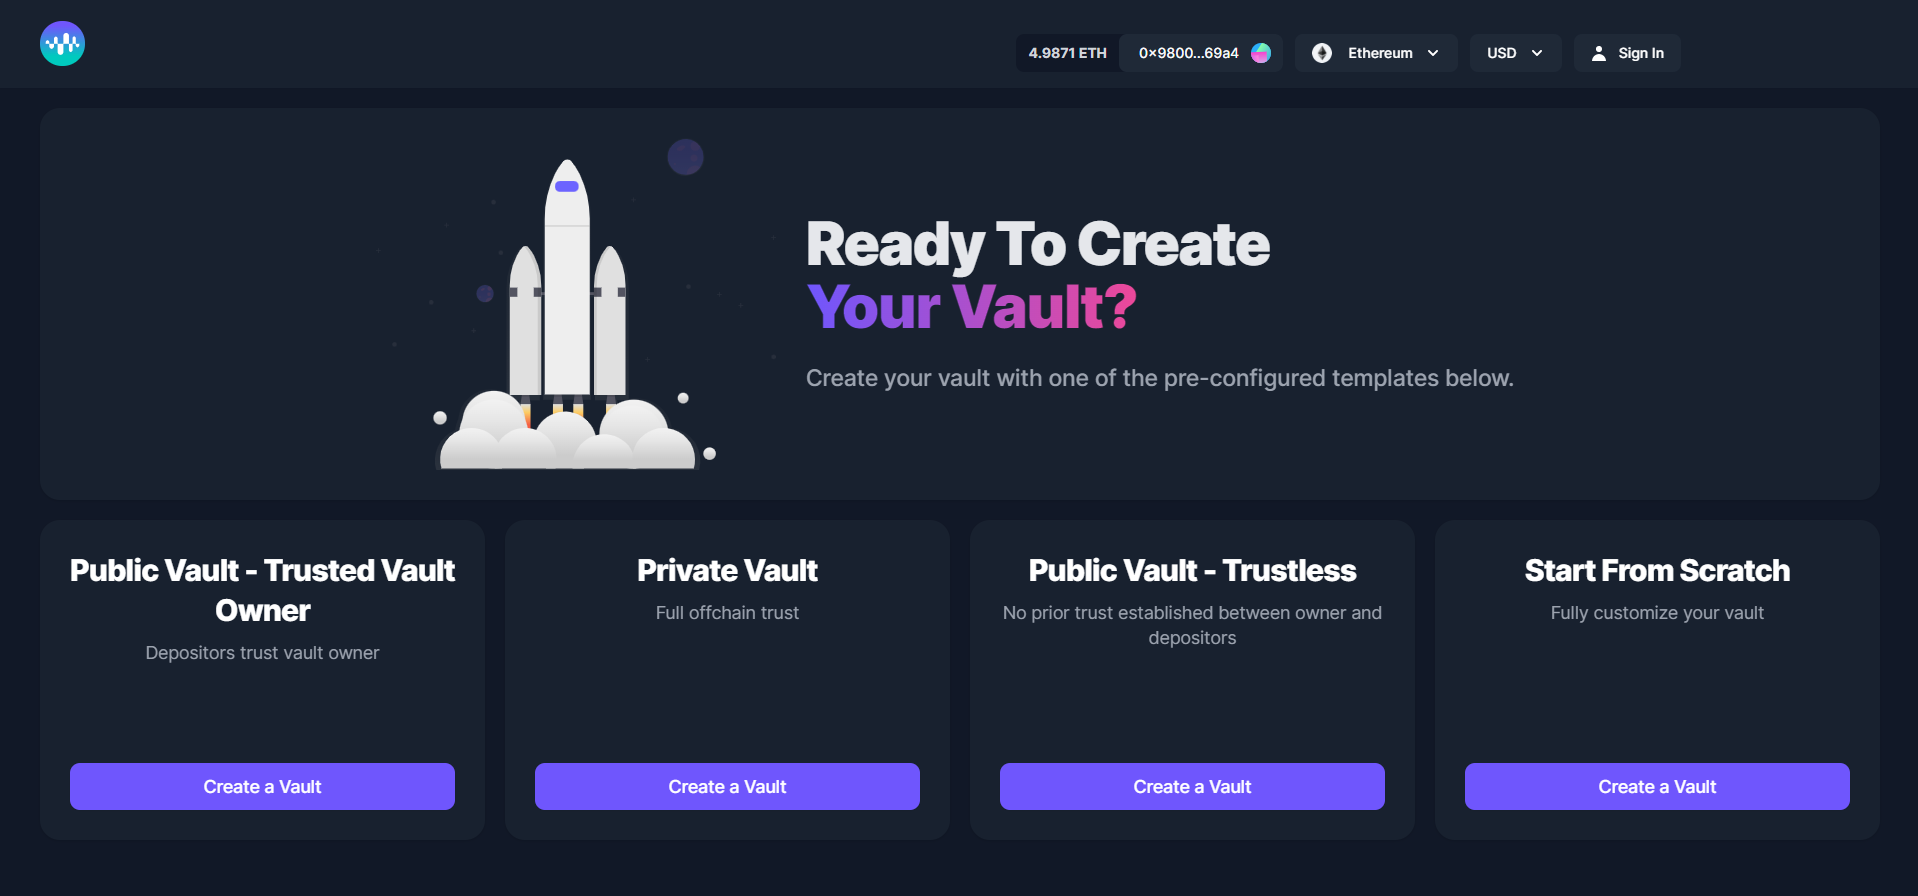 4.9871 ETH
0×9800...69a4
Ethereum
USD
Sign In
Ready To Create
Your Vault?
Create your vault with one of the pre-configured templates below.
Public Vault - Trusted Vault
Owner
Depositors trust vault owner
Create a Vault
Private Vault
Full offchain trust
Create a Vault
Public Vault - Trustless
No prior trust established between owner and
depositors
Create a Vault
Start From Scratch
Fully customize your vault
Create a Vault